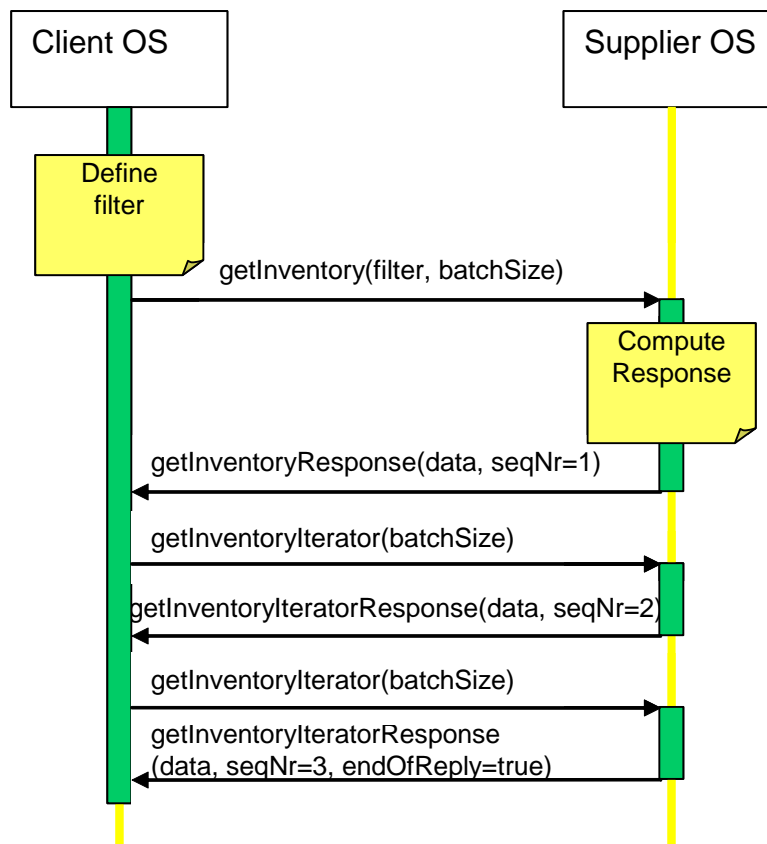 Client OS
Supplier OS
Define
filter
getInventory(filter, batchSize)
Compute
Response
getInventoryResponse(data, seqNr=1)
getInventoryIterator(batchSize)
getInventoryIteratorResponse(data, seqNr=2)
getInventoryIterator(batchSize)
getInventoryIteratorResponse
(data, seqNr=3, endOfReply=true)